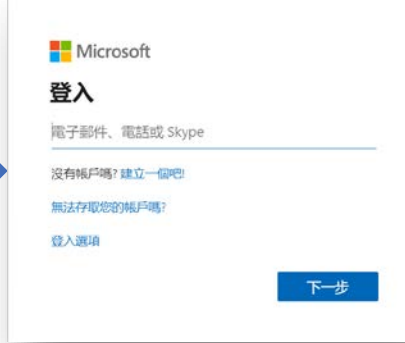 Microsoft
登入
電子郵件、電話或 Skype
沒有帳戶嗎? 建立一個吧!
無法存取您的帳戶嗎?
登入選項
下一步